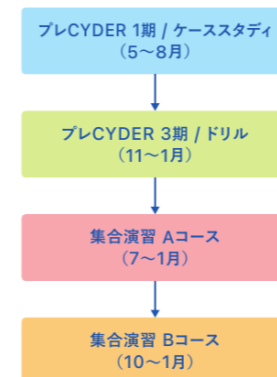 プレCYDER 1期 / ケーススタディ
（5〜8月）
プレCYDER 3期 / ドリル
（11〜1月）
集合演習 Aコース
（7〜1月）
集合演習 Bコース
（10〜1月）